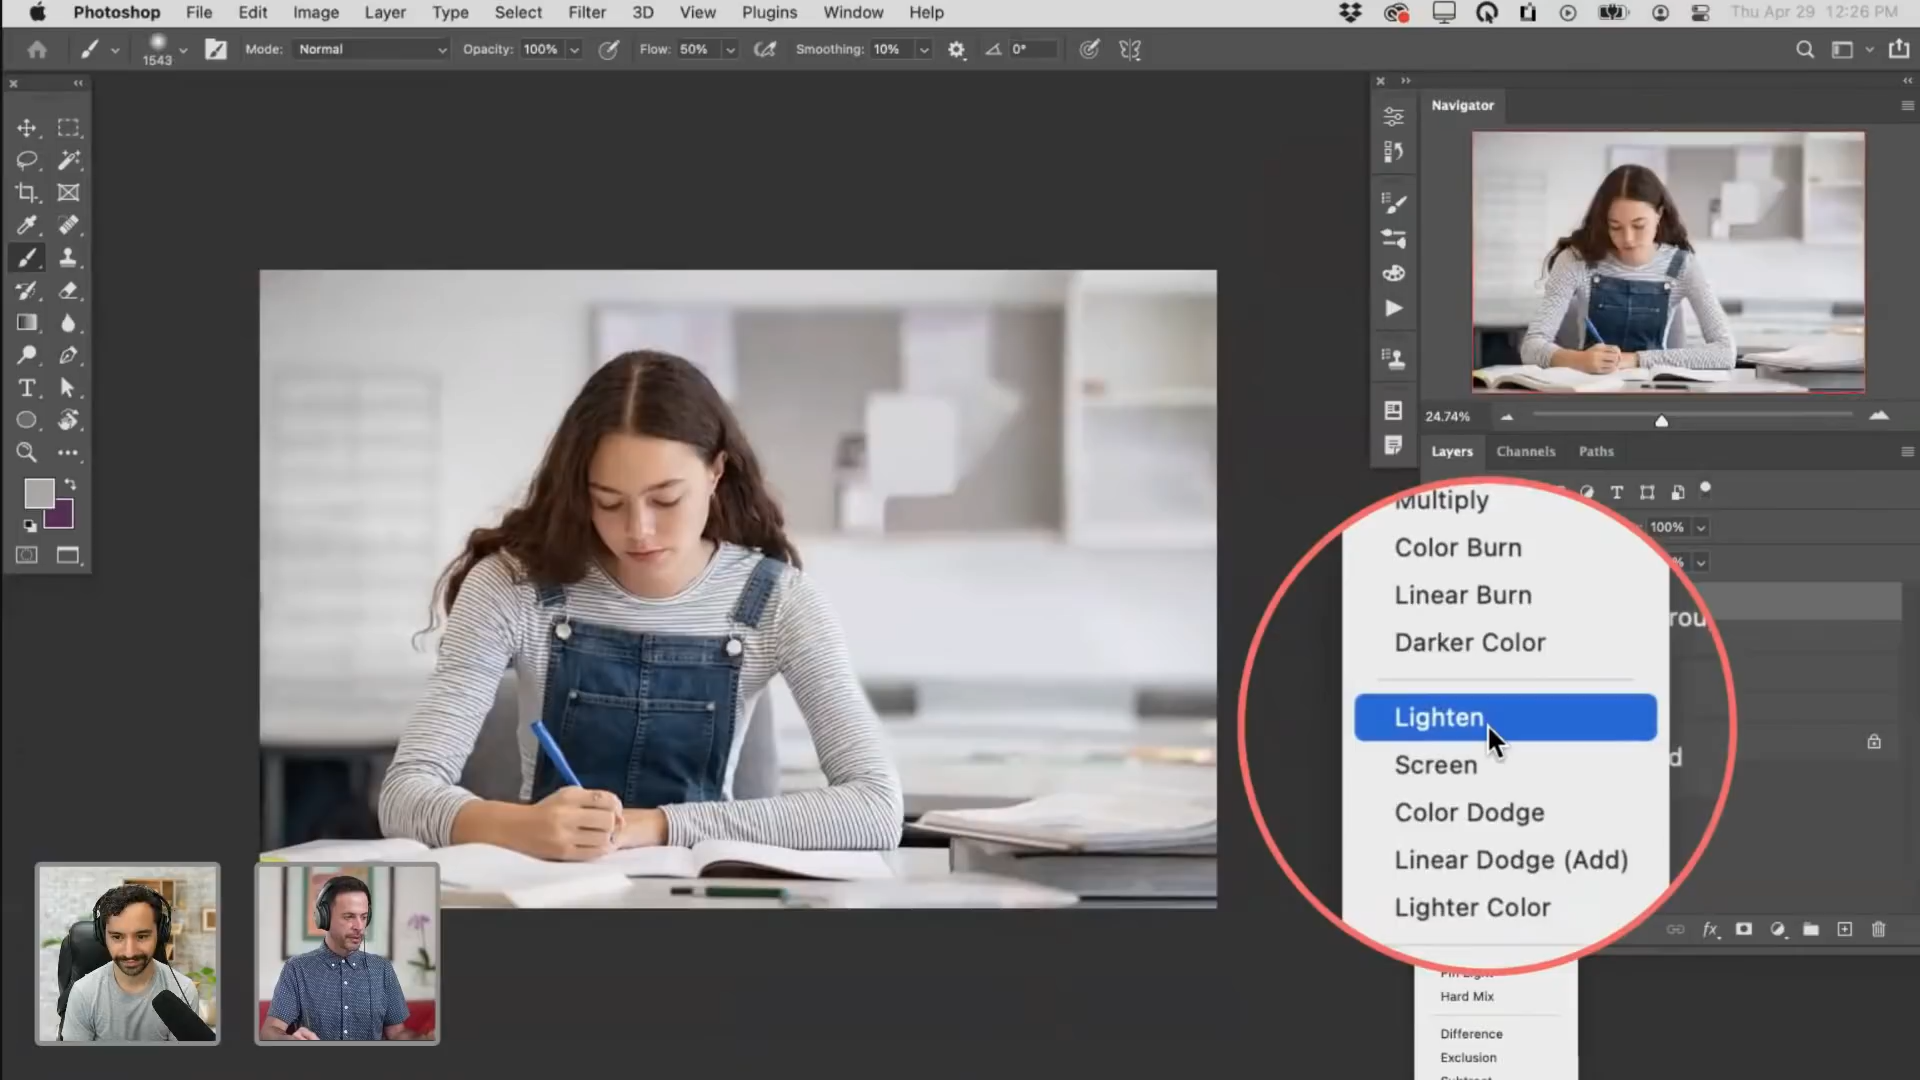 Photoshop File Edit Image Layer Type Select Filter 3D View Plugins Window Help Thu Apr 29 12:26 PM
1543 Mode: Normal Opacity: 100% Flow: 50% Smoothing: 10% 0°
Navigator
24.74%
Layers Channels Paths
100%
Multiply
Color Burn
Linear Burn
Darker Color
Lighten
Screen
Color Dodge
Linear Dodge (Add)
Lighter Color
Pin Light
Hard Mix
Difference
Exclusion